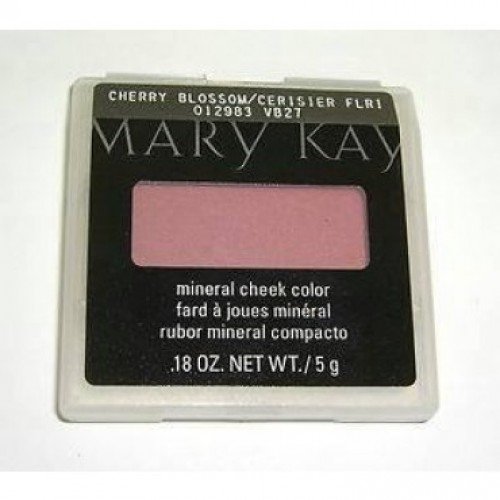 CHERRY BLOSSOM/CERISIER FLRI
012983 VB27
MARY KAY
mineral cheek color
fard à joues minéral
rubor mineral compacto
.18 OZ. NET WT./5 g